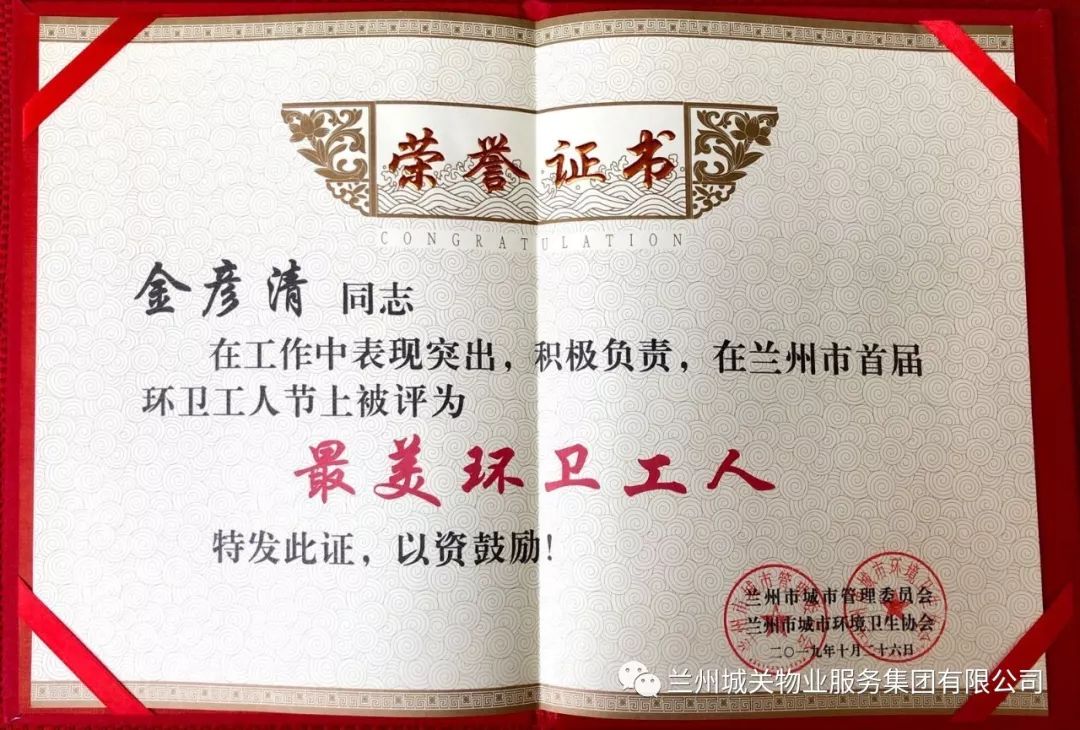 荣誉证书
CONGRATULATION
金彦清 同志
在工作中表现突出，积极负责，在兰州市首届
环卫工人节上被评为
最美环卫工人
特发此证，以资鼓励！
兰州市城市管理委员会
兰州市城市环境卫生协会
二〇一九年十月二十六日
兰州城关物业服务集团有限公司